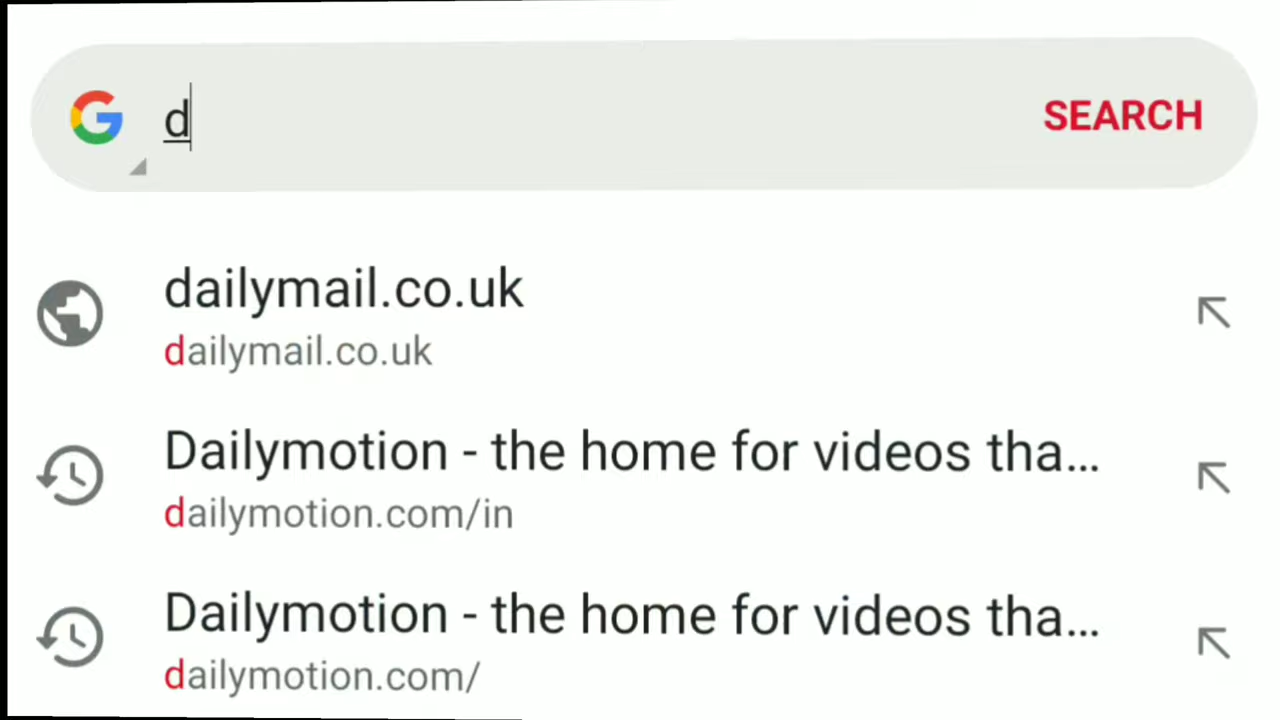 d
SEARCH
dailymail.co.uk
dailymail.co.uk
Dailymotion - the home for videos tha...
dailymotion.com/in
Dailymotion - the home for videos tha...
dailymotion.com/